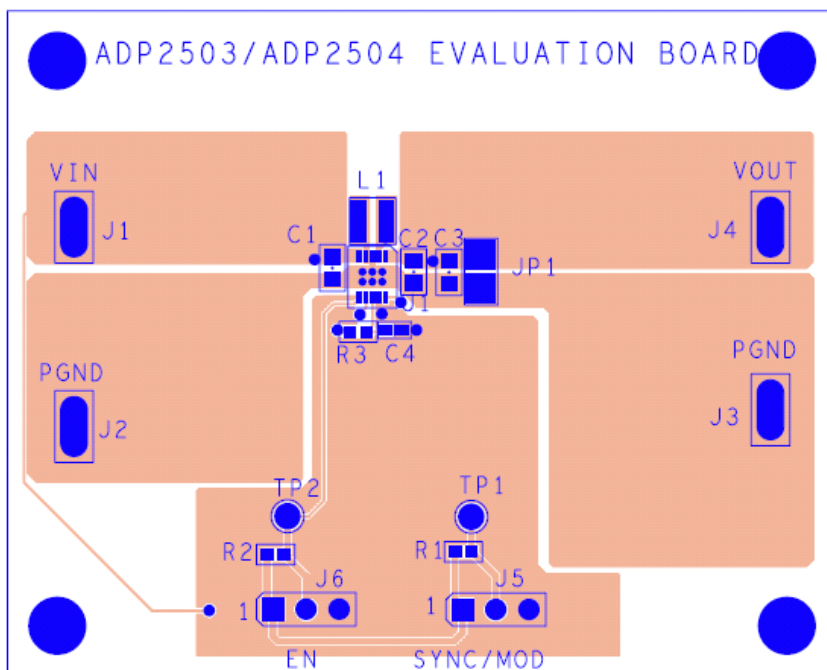 ADP2503/ADP2504 EVALUATION BOARD
VIN
VOUT
L1
J1
J4
C1
C2
C3
JP1
U1
R3
C4
PGND
PGND
J2
J3
TP2
TP1
R2
R1
J6
J5
1
1
EN
SYNC/MOD